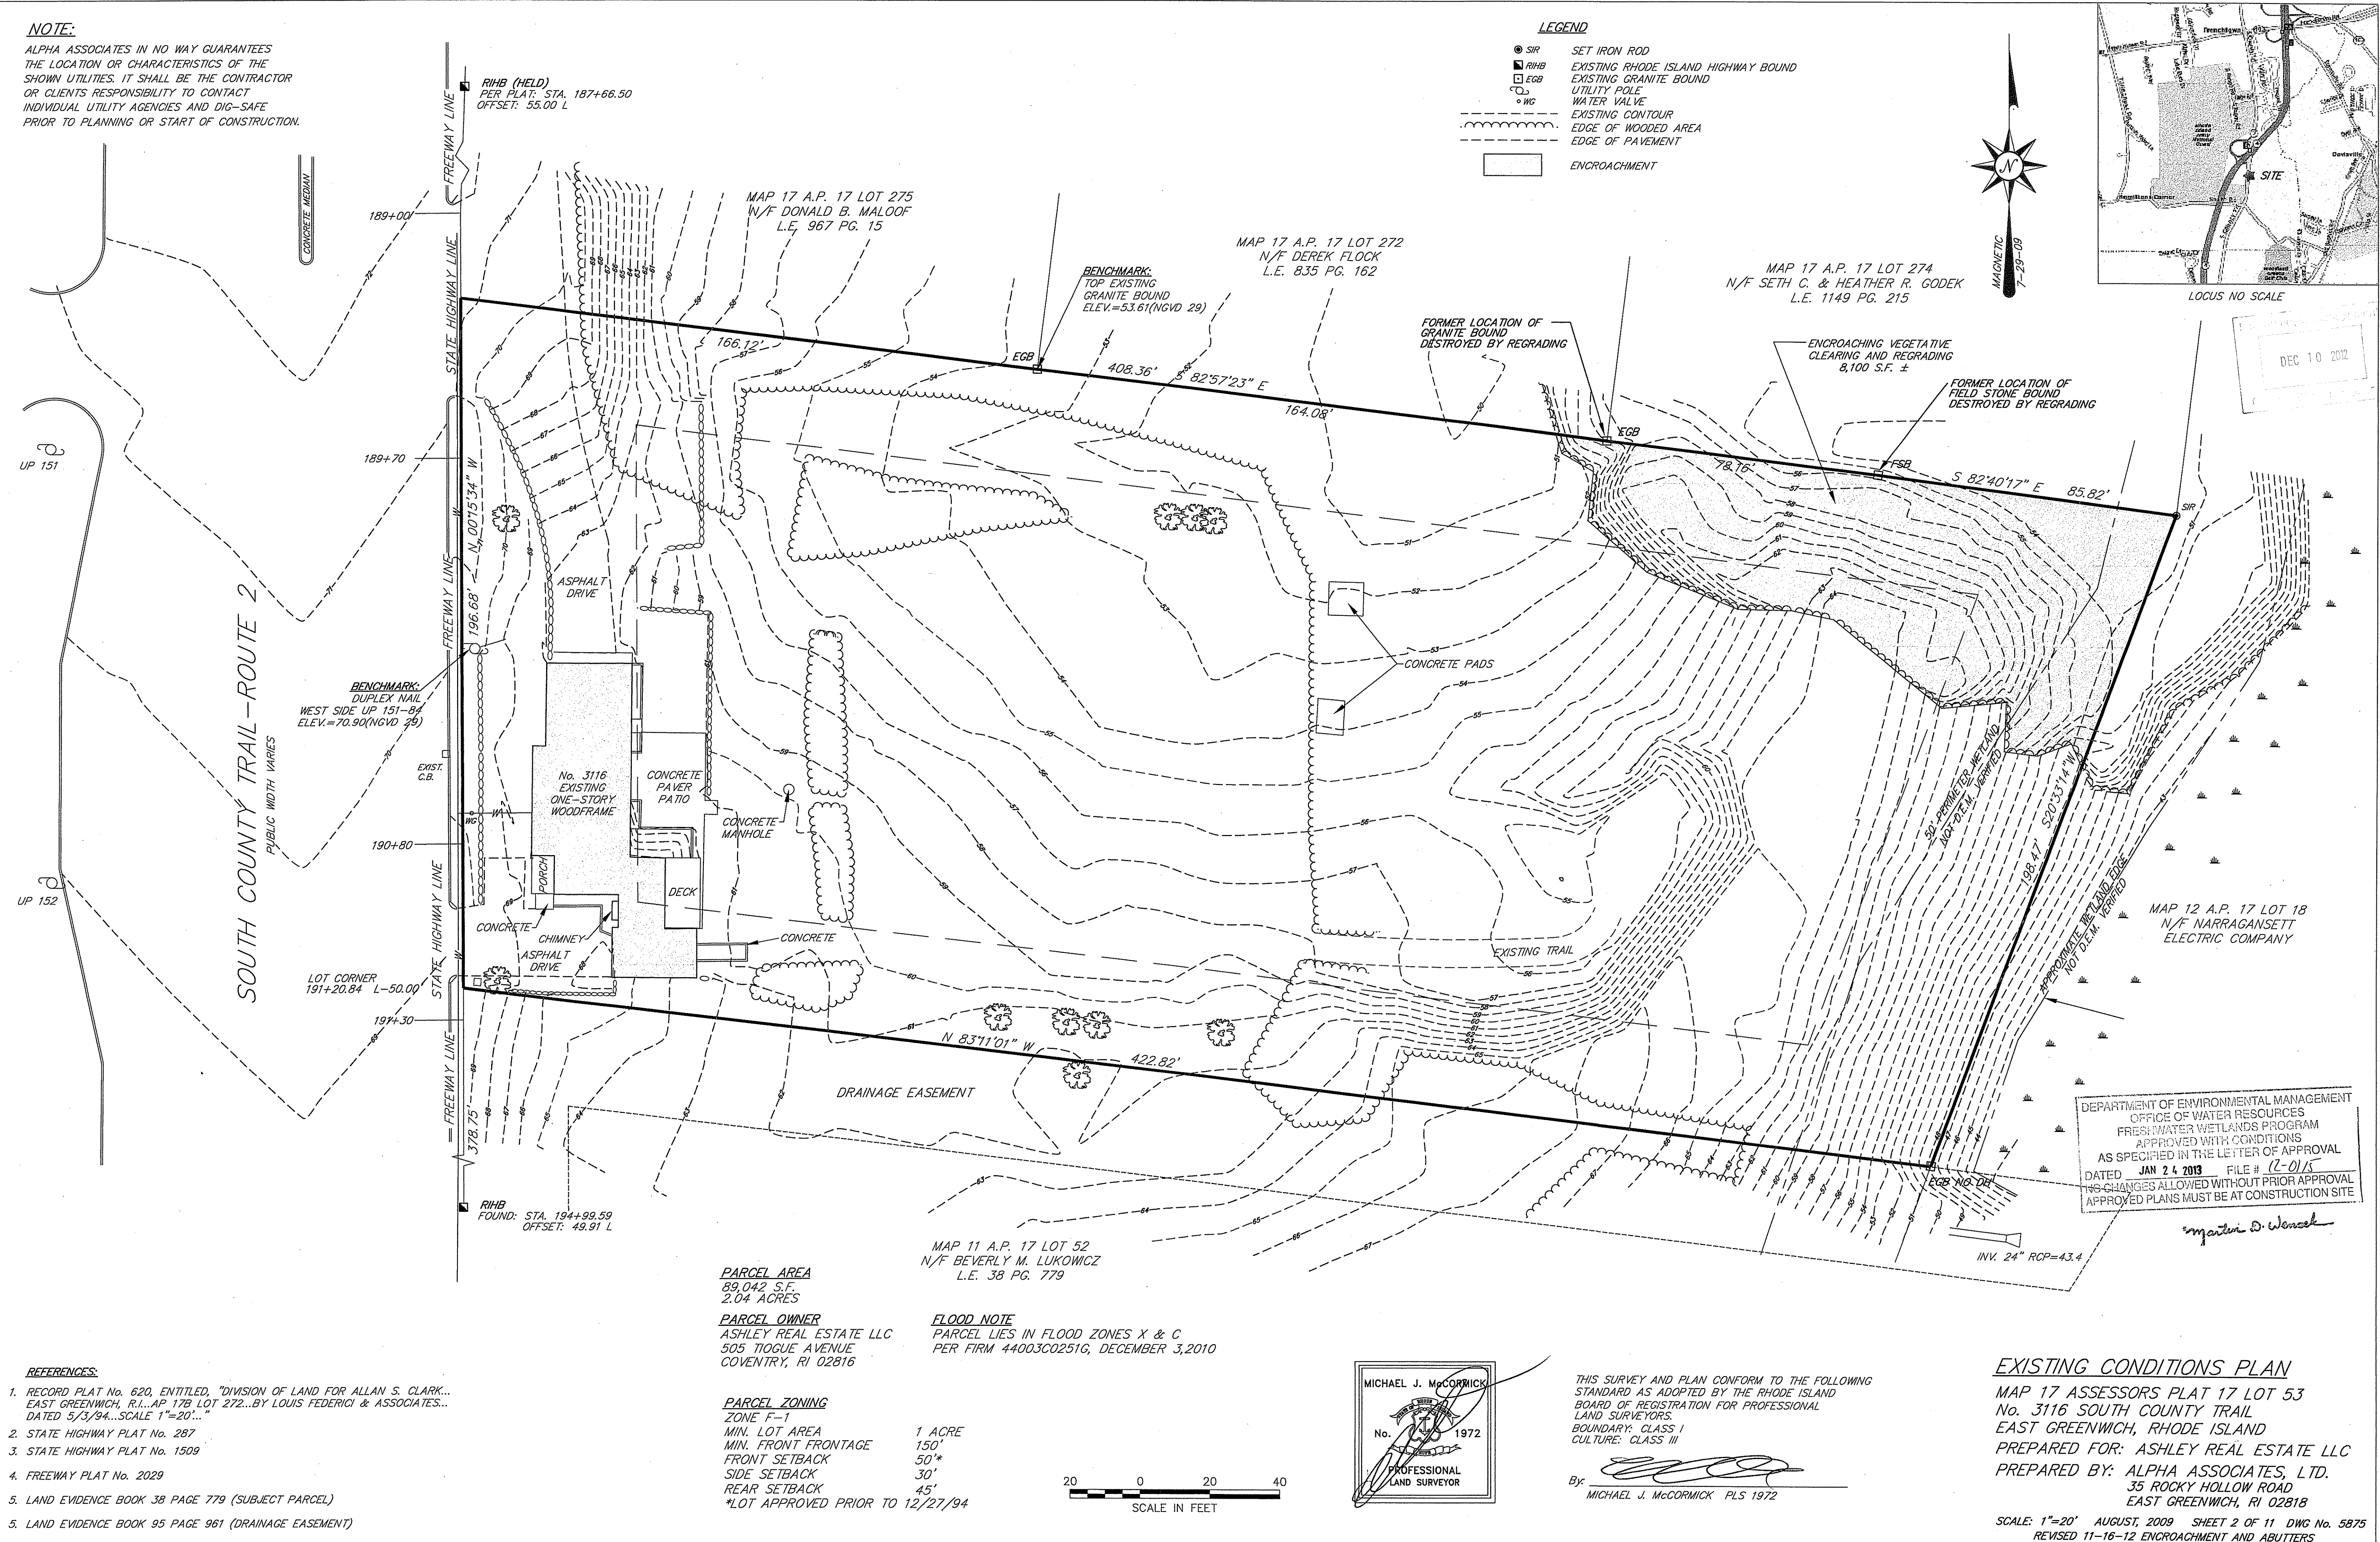 NOTE:
ALPHA ASSOCIATES IN NO WAY GUARANTEES
THE LOCATION OR CHARACTERISTICS OF THE
SHOWN UTILITIES. IT SHALL BE THE CONTRACTOR
OR CLIENTS RESPONSIBILITY TO CONTACT
INDIVIDUAL UTILITY AGENCIES AND DIG-SAFE
PRIOR TO PLANNING OR START OF CONSTRUCTION.
RIHB (HELD)
PER PLAT: STA. 187+66.50
OFFSET: 55.00 L
LEGEND
SIR SET IRON ROD
RIHB EXISTING RHODE ISLAND HIGHWAY BOUND
EGB EXISTING GRANITE BOUND
UTILITY POLE
WG WATER VALVE
EXISTING CONTOUR
EDGE OF WOODED AREA
EDGE OF PAVEMENT
ENCROACHMENT
N
MAGNETIC
7-29-09
SITE
LOCUS NO SCALE
DEC 10 2012
CONCRETE MEDIAN
FREEWAY LINE
STATE HIGHWAY LINE
189+00
MAP 17 A.P. 17 LOT 275
N/F DONALD B. MALOOF
L.E. 967 PG. 15
BENCHMARK:
TOP EXISTING
GRANITE BOUND
ELEV.=53.61(NGVD 29)
MAP 17 A.P. 17 LOT 272
N/F DEREK FLOCK
L.E. 835 PG. 162
MAP 17 A.P. 17 LOT 274
N/F SETH C. & HEATHER R. GODEK
L.E. 1149 PG. 215
FORMER LOCATION OF
GRANITE BOUND
DESTROYED BY REGRADING
ENCROACHING VEGETATIVE
CLEARING AND REGRADING
8,100 S.F. ±
FORMER LOCATION OF
FIELD STONE BOUND
DESTROYED BY REGRADING
166.12'
EGB
408.36' S 82°57'23" E
164.08'
EGB
78.16'
FSB
S 82°40'17" E 85.82'
SIR
UP 151
189+70
196.68' N 00°15'34" W
FREEWAY LINE
ASPHALT
DRIVE
SOUTH COUNTY TRAIL-ROUTE 2
PUBLIC WIDTH VARIES
BENCHMARK:
DUPLEX NAIL
WEST SIDE UP 151-84
ELEV.=70.90(NGVD 29)
CONCRETE PADS
EXIST.
C.B.
No. 3116
EXISTING
ONE-STORY
WOODFRAME
CONCRETE
PAVER
PATIO
CONCRETE
MANHOLE
WG
190+80
PORCH
DECK
UP 152
CONCRETE
CHIMNEY
ASPHALT
DRIVE
CONCRETE
STATE HIGHWAY LINE
LOT CORNER
191+20.84 L-50.00
191+30
EXISTING TRAIL
50' PERIMETER WETLAND
NOT D.E.M. VERIFIED
198.47' S20°33'14"W
APPROXIMATE WETLAND EDGE
NOT D.E.M. VERIFIED
MAP 12 A.P. 17 LOT 18
N/F NARRAGANSETT
ELECTRIC COMPANY
N 83°11'01" W
422.82'
DRAINAGE EASEMENT
FREEWAY LINE
378.75'
RIHB
FOUND: STA. 194+99.59
OFFSET: 49.91 L
EGB NO DH
INV. 24" RCP=43.4
DEPARTMENT OF ENVIRONMENTAL MANAGEMENT
OFFICE OF WATER RESOURCES
FRESHWATER WETLANDS PROGRAM
APPROVED WITH CONDITIONS
AS SPECIFIED IN THE LETTER OF APPROVAL
DATED JAN 24 2013 FILE # 12-0115
NO CHANGES ALLOWED WITHOUT PRIOR APPROVAL
APPROVED PLANS MUST BE AT CONSTRUCTION SITE
Martin D. Wencek
MAP 11 A.P. 17 LOT 52
N/F BEVERLY M. LUKOWICZ
L.E. 38 PG. 779
PARCEL AREA
89,042 S.F.
2.04 ACRES
PARCEL OWNER
ASHLEY REAL ESTATE LLC
505 TIOGUE AVENUE
COVENTRY, RI 02816
FLOOD NOTE
PARCEL LIES IN FLOOD ZONES X & C
PER FIRM 44003C0251G, DECEMBER 3,2010
PARCEL ZONING
ZONE F-1
MIN. LOT AREA 1 ACRE
MIN. FRONT FRONTAGE 150'
FRONT SETBACK 50'*
SIDE SETBACK 30'
REAR SETBACK 45'
*LOT APPROVED PRIOR TO 12/27/94
REFERENCES:
1. RECORD PLAT No. 620, ENTITLED, "DIVISION OF LAND FOR ALLAN S. CLARK...
EAST GREENWICH, R.I...AP 17B LOT 272...BY LOUIS FEDERICI & ASSOCIATES...
DATED 5/3/94...SCALE 1"=20'..."
2. STATE HIGHWAY PLAT No. 287
3. STATE HIGHWAY PLAT No. 1509
4. FREEWAY PLAT No. 2029
5. LAND EVIDENCE BOOK 38 PAGE 779 (SUBJECT PARCEL)
5. LAND EVIDENCE BOOK 95 PAGE 961 (DRAINAGE EASEMENT)
20 0 20 40
SCALE IN FEET
MICHAEL J. McCORMICK
No. 1972
PROFESSIONAL
LAND SURVEYOR
THIS SURVEY AND PLAN CONFORM TO THE FOLLOWING
STANDARD AS ADOPTED BY THE RHODE ISLAND
BOARD OF REGISTRATION FOR PROFESSIONAL
LAND SURVEYORS.
BOUNDARY: CLASS I
CULTURE: CLASS III
By:
MICHAEL J. McCORMICK PLS 1972
EXISTING CONDITIONS PLAN
MAP 17 ASSESSORS PLAT 17 LOT 53
No. 3116 SOUTH COUNTY TRAIL
EAST GREENWICH, RHODE ISLAND
PREPARED FOR: ASHLEY REAL ESTATE LLC
PREPARED BY: ALPHA ASSOCIATES, LTD.
35 ROCKY HOLLOW ROAD
EAST GREENWICH, RI 02818
SCALE: 1"=20' AUGUST, 2009 SHEET 2 OF 11 DWG No. 5875
REVISED 11-16-12 ENCROACHMENT AND ABUTTERS